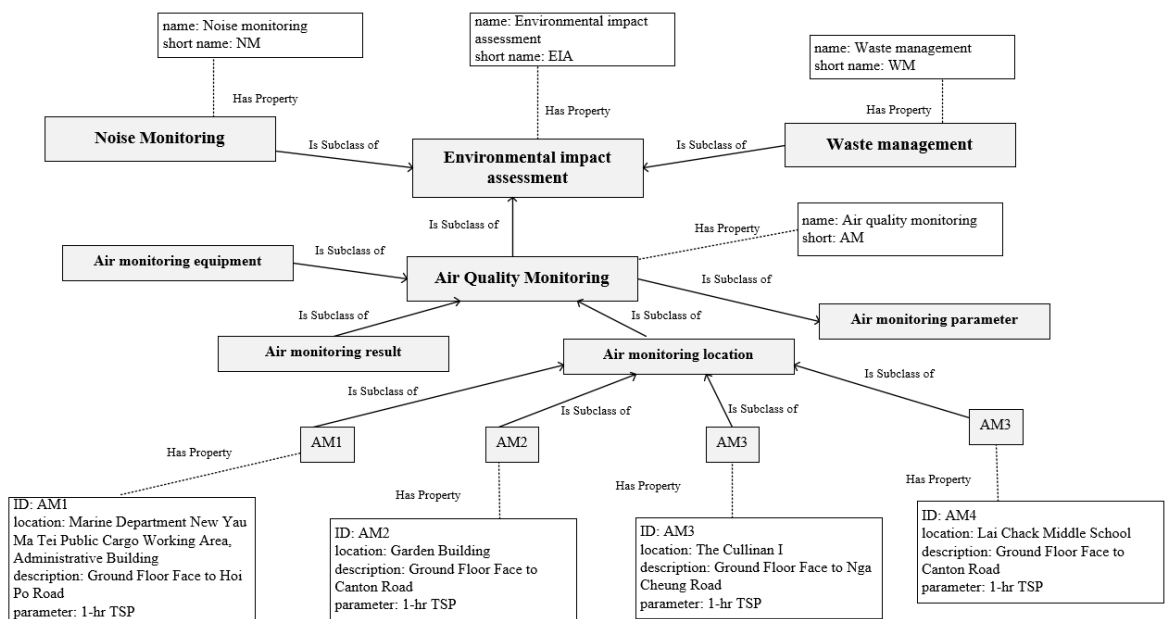 name: Noise monitoring
short name: NM
name: Environmental impact
assessment
short name: EIA
name: Waste management
short name: WM
Has Property
Has Property
Has Property
Noise Monitoring
Is Subclass of
Environmental impact
assessment
Is Subclass of
Waste management
Is Subclass of
Has Property
name: Air quality monitoring
short: AM
Air monitoring equipment
Is Subclass of
Air Quality Monitoring
Is Subclass of
Air monitoring parameter
Is Subclass of
Is Subclass of
Air monitoring result
Air monitoring location
Is Subclass of
Is Subclass of
Is Subclass of
Is Subclass of
AM1
AM2
AM3
AM3
Has Property
Has Property
Has Property
Has Property
ID: AM1
location: Marine Department New Yau
Ma Tei Public Cargo Working Area,
Administrative Building
description: Ground Floor Face to Hoi
Po Road
parameter: 1-hr TSP
ID: AM2
location: Garden Building
description: Ground Floor Face to
Canton Road
parameter: 1-hr TSP
ID: AM3
location: The Cullinan I
description: Ground Floor Face to Nga
Cheung Road
parameter: 1-hr TSP
ID: AM4
location: Lai Chack Middle School
description: Ground Floor Face to
Canton Road
parameter: 1-hr TSP